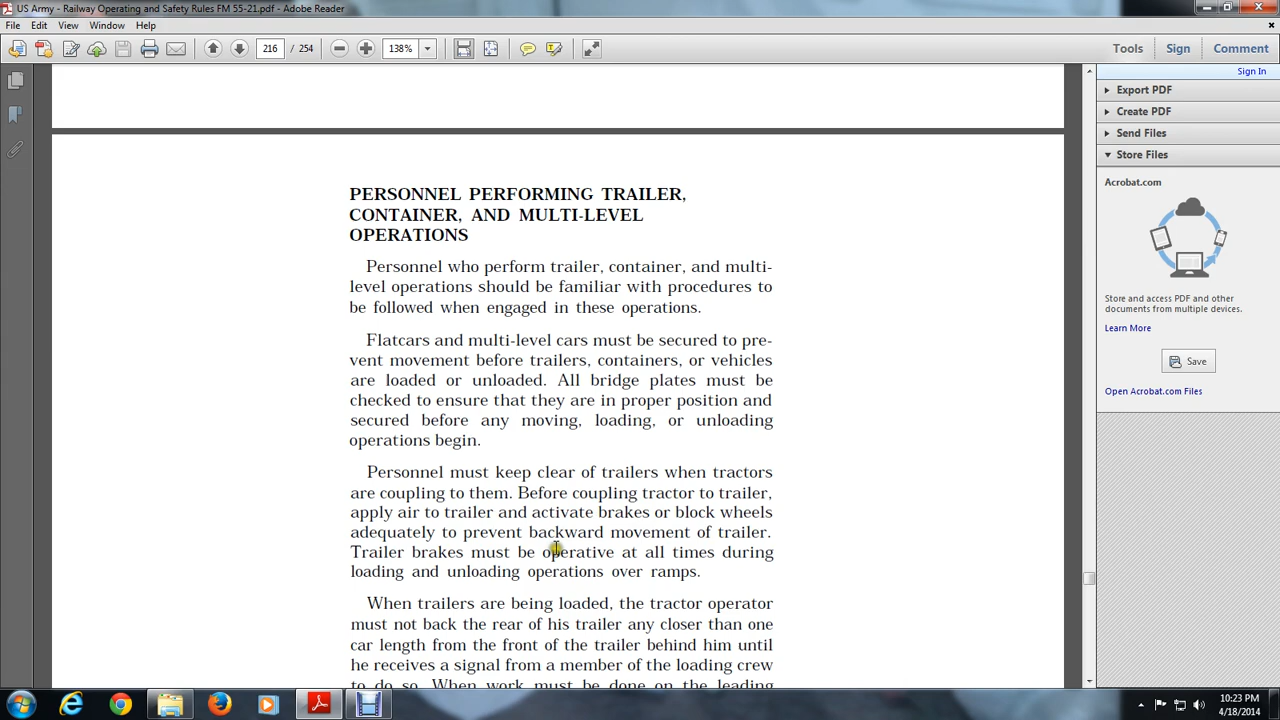 US Army - Railway Operating and Safety Rules FM 55-21.pdf - Adobe Reader
File Edit View Window Help
216 / 254 138% Tools Sign Comment
Sign In
Export PDF
Create PDF
Send Files
Store Files
Acrobat.com
Store and access PDF and other
documents from multiple devices.
Learn More
Save
Open Acrobat.com Files
PERSONNEL PERFORMING TRAILER,
CONTAINER, AND MULTI-LEVEL
OPERATIONS
Personnel who perform trailer, container, and multi-
level operations should be familiar with procedures to
be followed when engaged in these operations.
Flatcars and multi-level cars must be secured to pre-
vent movement before trailers, containers, or vehicles
are loaded or unloaded. All bridge plates must be
checked to ensure that they are in proper position and
secured before any moving, loading, or unloading
operations begin.
Personnel must keep clear of trailers when tractors
are coupling to them. Before coupling tractor to trailer,
apply air to trailer and activate brakes or block wheels
adequately to prevent backward movement of trailer.
Trailer brakes must be operative at all times during
loading and unloading operations over ramps.
When trailers are being loaded, the tractor operator
must not back the rear of his trailer any closer than one
car length from the front of the trailer behind him until
he receives a signal from a member of the loading crew
to do so. When work must be done on the leading
10:23 PM
4/18/2014